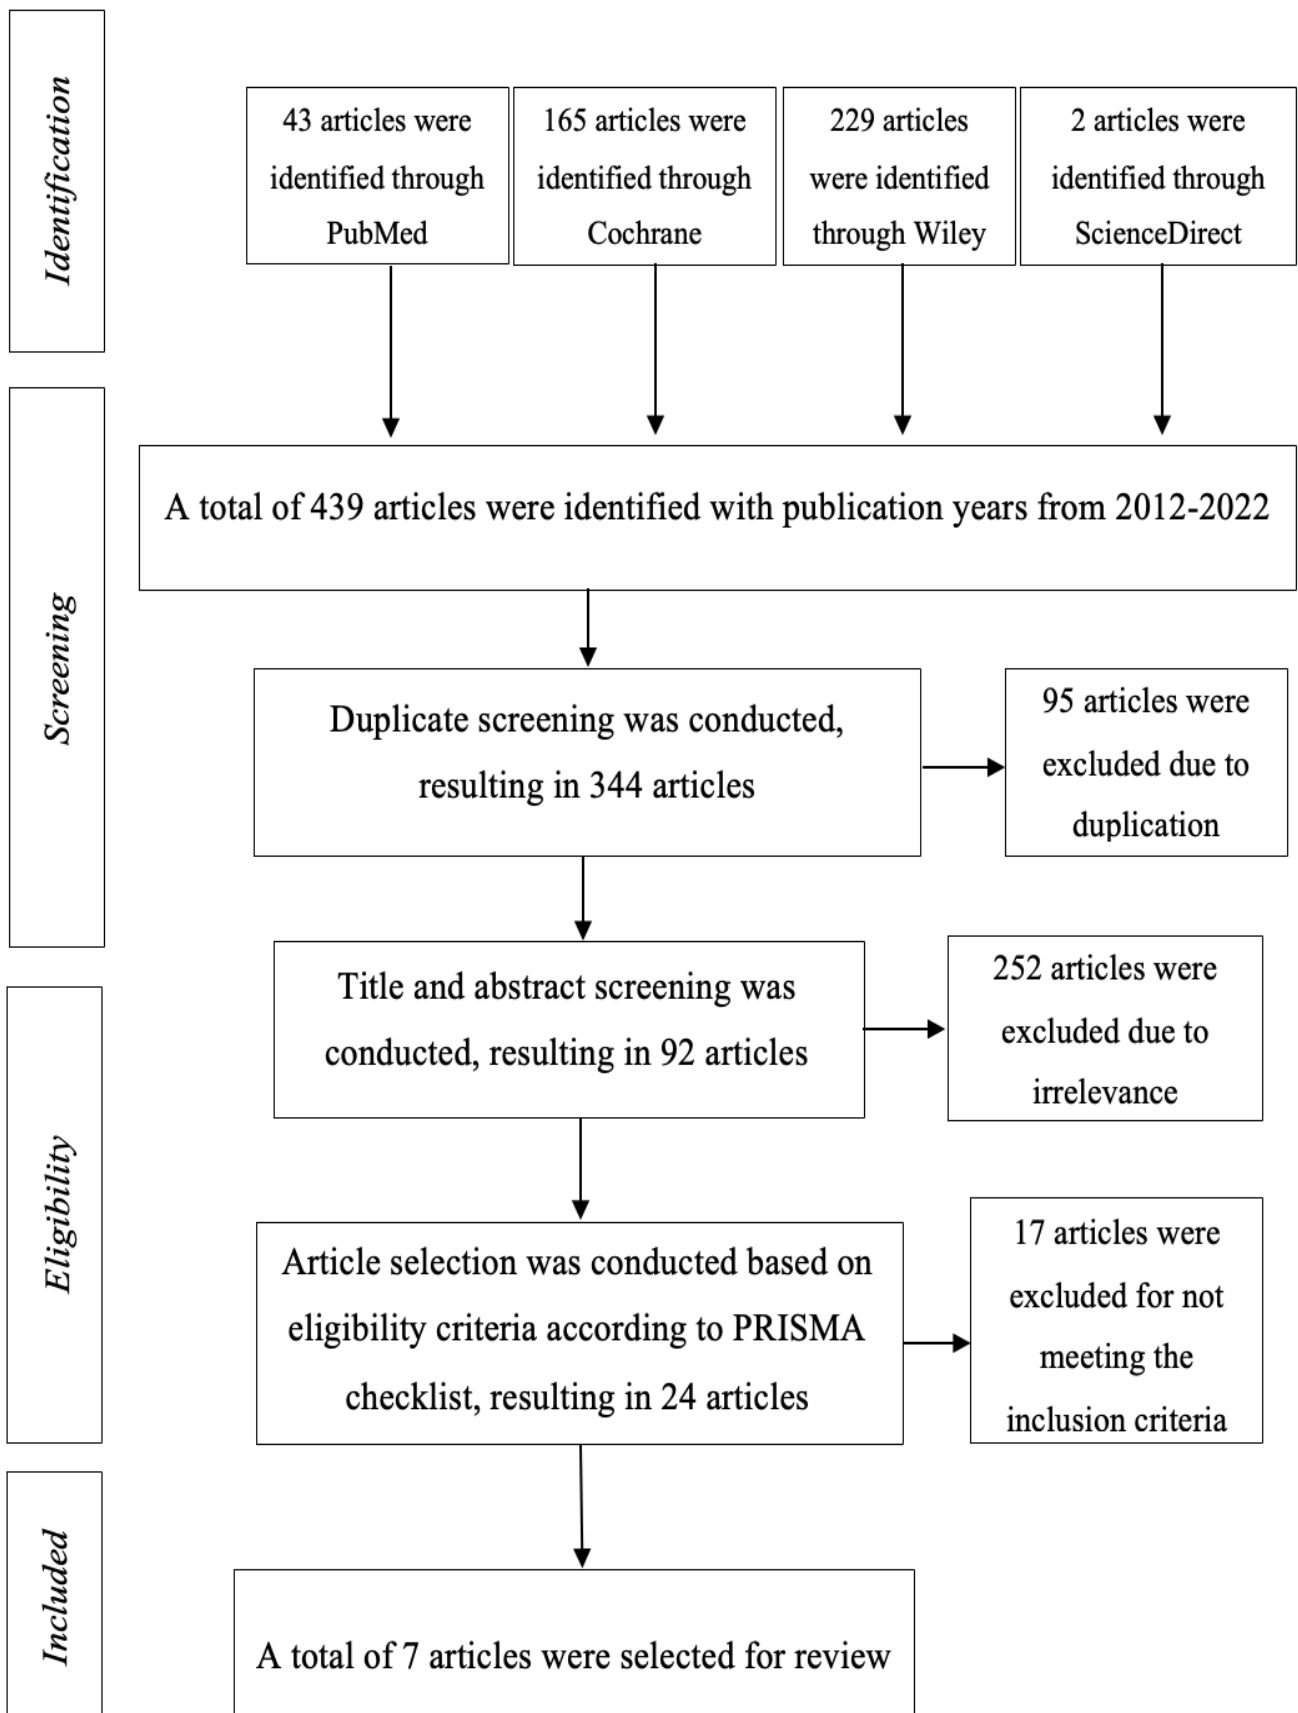 Identification
43 articles were
identified through
PubMed
165 articles were
identified through
Cochrane
229 articles
were identified
through Wiley
2 articles were
identified through
ScienceDirect
Screening
A total of 439 articles were identified with publication years from 2012-2022
Duplicate screening was conducted,
resulting in 344 articles
95 articles were
excluded due to
duplication
Eligibility
Title and abstract screening was
conducted, resulting in 92 articles
252 articles were
excluded due to
irrelevance
Article selection was conducted based on
eligibility criteria according to PRISMA
checklist, resulting in 24 articles
17 articles were
excluded for not
meeting the
inclusion criteria
Included
A total of 7 articles were selected for review